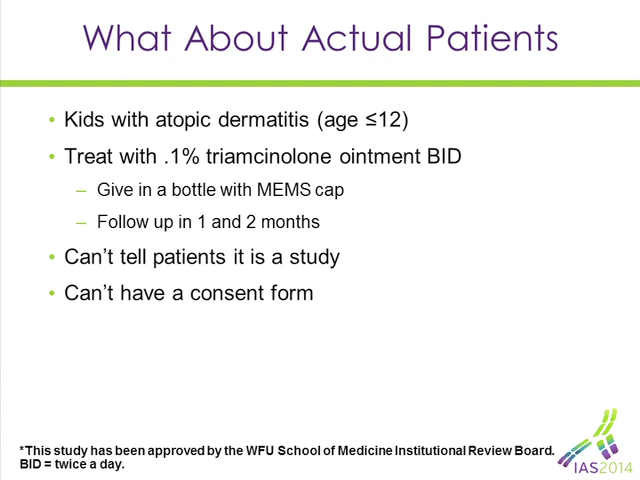 What About Actual Patients
• Kids with atopic dermatitis (age ≤12)
• Treat with .1% triamcinolone ointment BID
– Give in a bottle with MEMS cap
– Follow up in 1 and 2 months
• Can't tell patients it is a study
• Can't have a consent form
*This study has been approved by the WFU School of Medicine Institutional Review Board.
BID = twice a day.
IAS2014